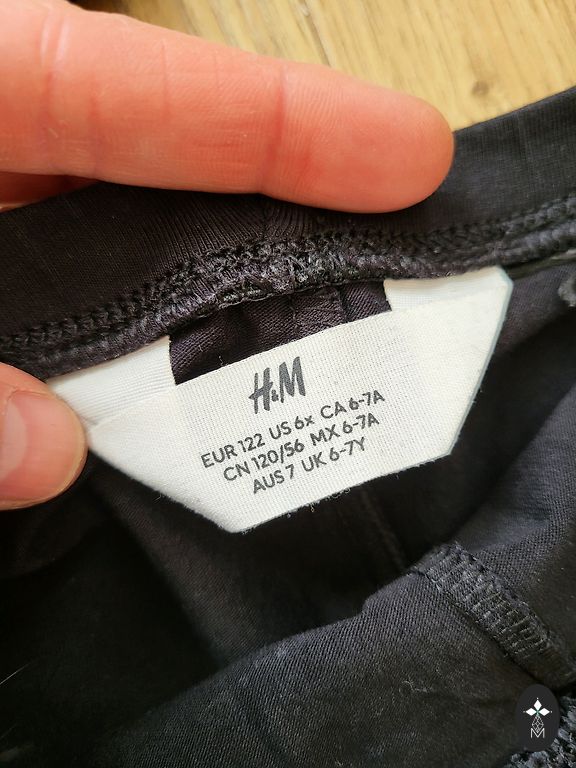 H&M
EUR 122 US 6x CA 6-7A
CN 120/56 MX 6-7A
AUS 7 UK 6-7Y
M